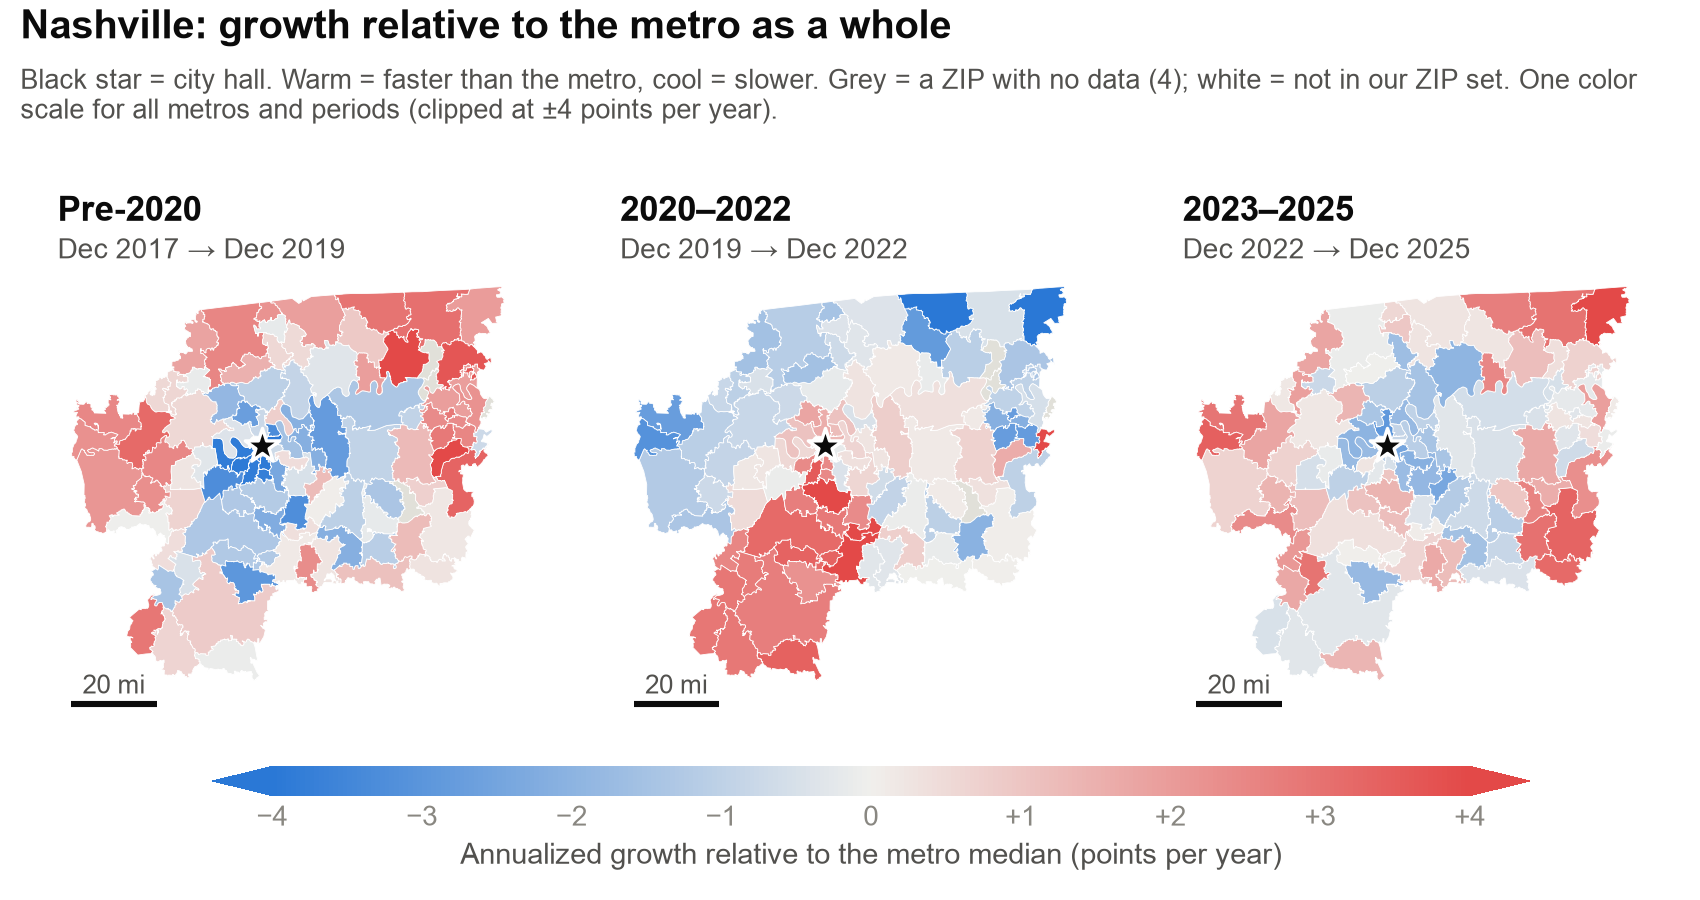 Nashville: growth relative to the metro as a whole
Black star = city hall. Warm = faster than the metro, cool = slower. Grey = a ZIP with no data (4); white = not in our ZIP set. One color
scale for all metros and periods (clipped at ±4 points per year).
Pre-2020
Dec 2017 → Dec 2019
20 mi
2020–2022
Dec 2019 → Dec 2022
20 mi
2023–2025
Dec 2022 → Dec 2025
20 mi
−4 −3 −2 −1 0 +1 +2 +3 +4
Annualized growth relative to the metro median (points per year)